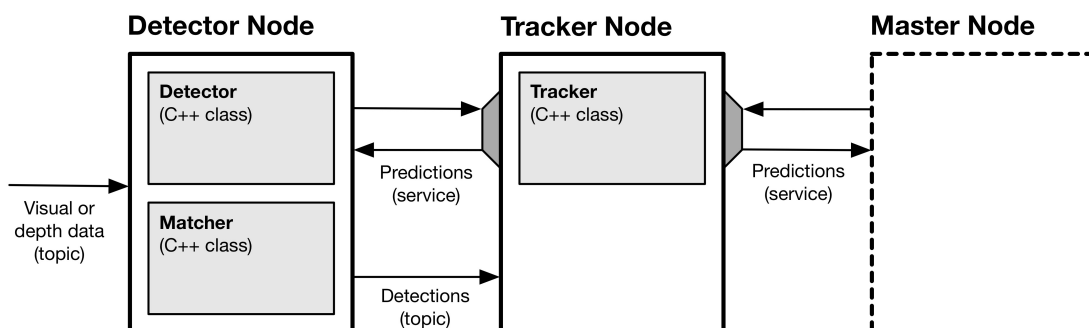 Detector Node
Tracker Node
Master Node
Detector
(C++ class)
Tracker
(C++ class)
Predictions
(service)
Predictions
(service)
Visual or
depth data
(topic)
Matcher
(C++ class)
Detections
(topic)